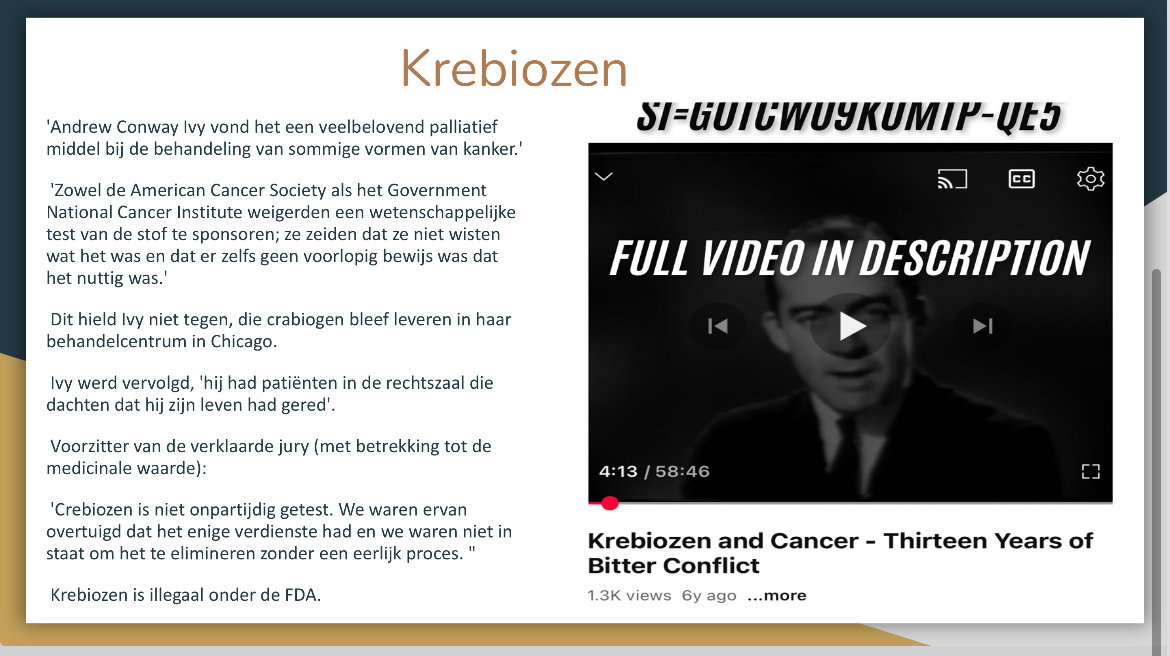 Krebiozen
'Andrew Conway Ivy vond het een veelbelovend palliatief
middel bij de behandeling van sommige vormen van kanker.'
'Zowel de American Cancer Society als het Government
National Cancer Institute weigerden een wetenschappelijke
test van de stof te sponsoren; ze zeiden dat ze niet wisten
wat het was en dat er zelfs geen voorlopig bewijs was dat
het nuttig was.'
Dit hield Ivy niet tegen, die crabiogen bleef leveren in haar
behandelcentrum in Chicago.
Ivy werd vervolgd, 'hij had patiënten in de rechtszaal die
dachten dat hij zijn leven had gered'.
Voorzitter van de verklaarde jury (met betrekking tot de
medicinale waarde):
'Crebiozen is niet onpartijdig getest. We waren ervan
overtuigd dat het enige verdienste had en we waren niet in
staat om het te elimineren zonder een eerlijk proces. "
Krebiozen is illegaal onder de FDA.
CC
FULL VIDEO IN DESCRIPTION
4:13 / 58:46
Krebiozen and Cancer - Thirteen Years of
Bitter Conflict
1.3K views 6y ago ...more